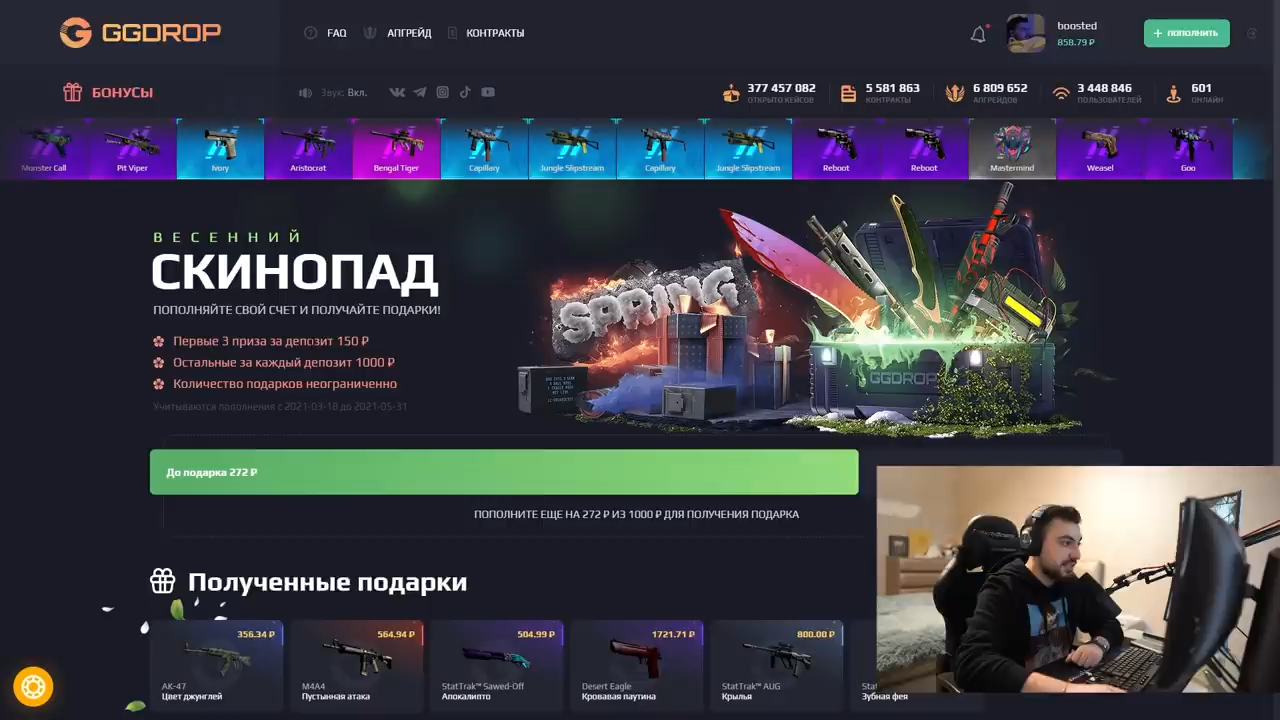 GGDROP
FAQ
АПГРЕЙД
КОНТРАКТЫ
boosted
858.79 ₽
+ ПОПОЛНИТЬ
БОНУСЫ
Звук: Вкл.
377 457 082
ОТКРЫТО КЕЙСОВ
5 581 863
КОНТРАКТЫ
6 809 652
АПГРЕЙДОВ
3 448 846
ПОЛЬЗОВАТЕЛЕЙ
601
ОНЛАЙН
Monster Call
Pit Viper
Ivory
Aristocrat
Bengal Tiger
Capillary
Jungle Slipstream
Capillary
Jungle Slipstream
Reboot
Reboot
Mastermind
Weasel
Goo
ВЕСЕННИЙ
СКИНОПАД
ПОПОЛНЯЙТЕ СВОЙ СЧЕТ И ПОЛУЧАЙТЕ ПОДАРКИ!
Первые 3 приза за депозит 150 ₽
Остальные за каждый депозит 1000 ₽
Количество подарков неограниченно
Учитываются пополнения с 2021-03-18 до 2021-05-31
SPRING
GGDROP
До подарка 272 ₽
ПОПОЛНИТЕ ЕЩЕ НА 272 ₽ ИЗ 1000 ₽ ДЛЯ ПОЛУЧЕНИЯ ПОДАРКА
Полученные подарки
356.34 ₽
AK-47
Цвет джунглей
564.94 ₽
M4A4
Пустынная атака
504.99 ₽
StatTrak™ Sawed-Off
Апокалипто
1721.71 ₽
Desert Eagle
Кровавая паутина
800.00 ₽
StatTrak™ AUG
Крылья
Stat
Зубная фея